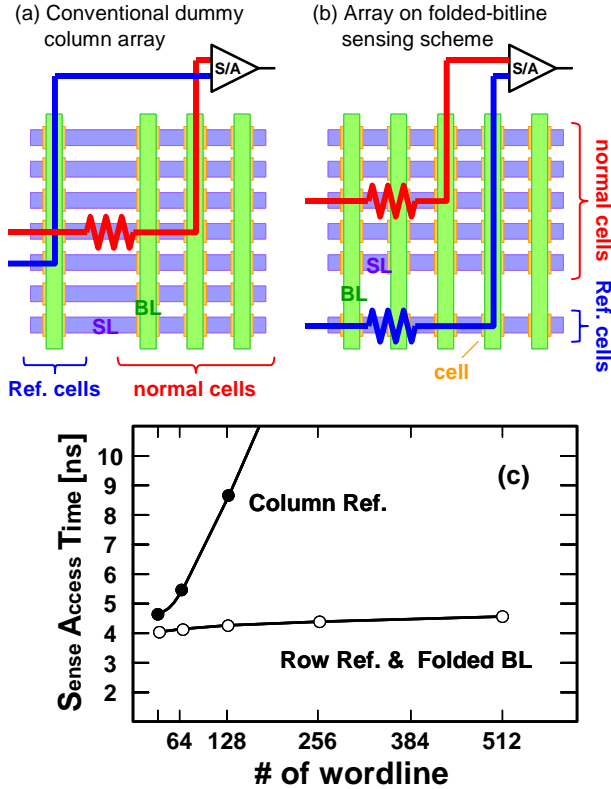 (a) Conventional dummy
column array
(b) Array on folded-bitline
sensing scheme
S/A
S/A
SL
BL
SL
BL
normal cells
Ref. cells
Ref. cells
normal cells
cell
Sense Access Time [ns]
10
9
8
7
6
5
4
3
2
(c)
Column Ref.
Row Ref. & Folded BL
64 128 256 384 512
# of wordline